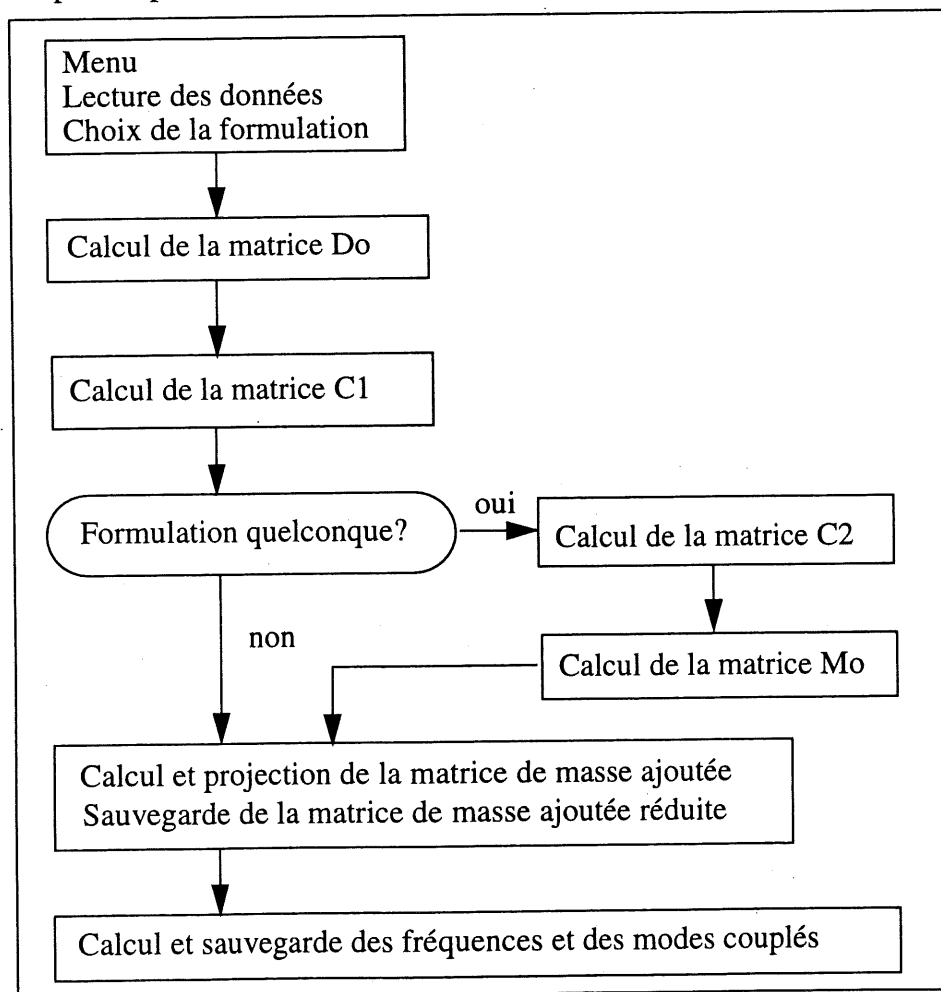 Menu
Lecture des données
Choix de la formulation
Calcul de la matrice Do
Calcul de la matrice C1
Formulation quelconque?
oui
Calcul de la matrice C2
non
Calcul de la matrice Mo
Calcul et projection de la matrice de masse ajoutée
Sauvegarde de la matrice de masse ajoutée réduite
Calcul et sauvegarde des fréquences et des modes couplés